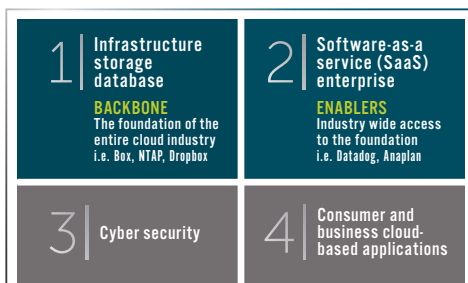 1
Infrastructure
storage
database
BACKBONE
The foundation of the
entire cloud industry
i.e. Box, NTAP, Dropbox
2
Software-as-a
service (SaaS)
enterprise
ENABLERS
Industry wide access
to the foundation
i.e. Datadog, Anaplan
3
Cyber security
4
Consumer and
business cloud-
based applications